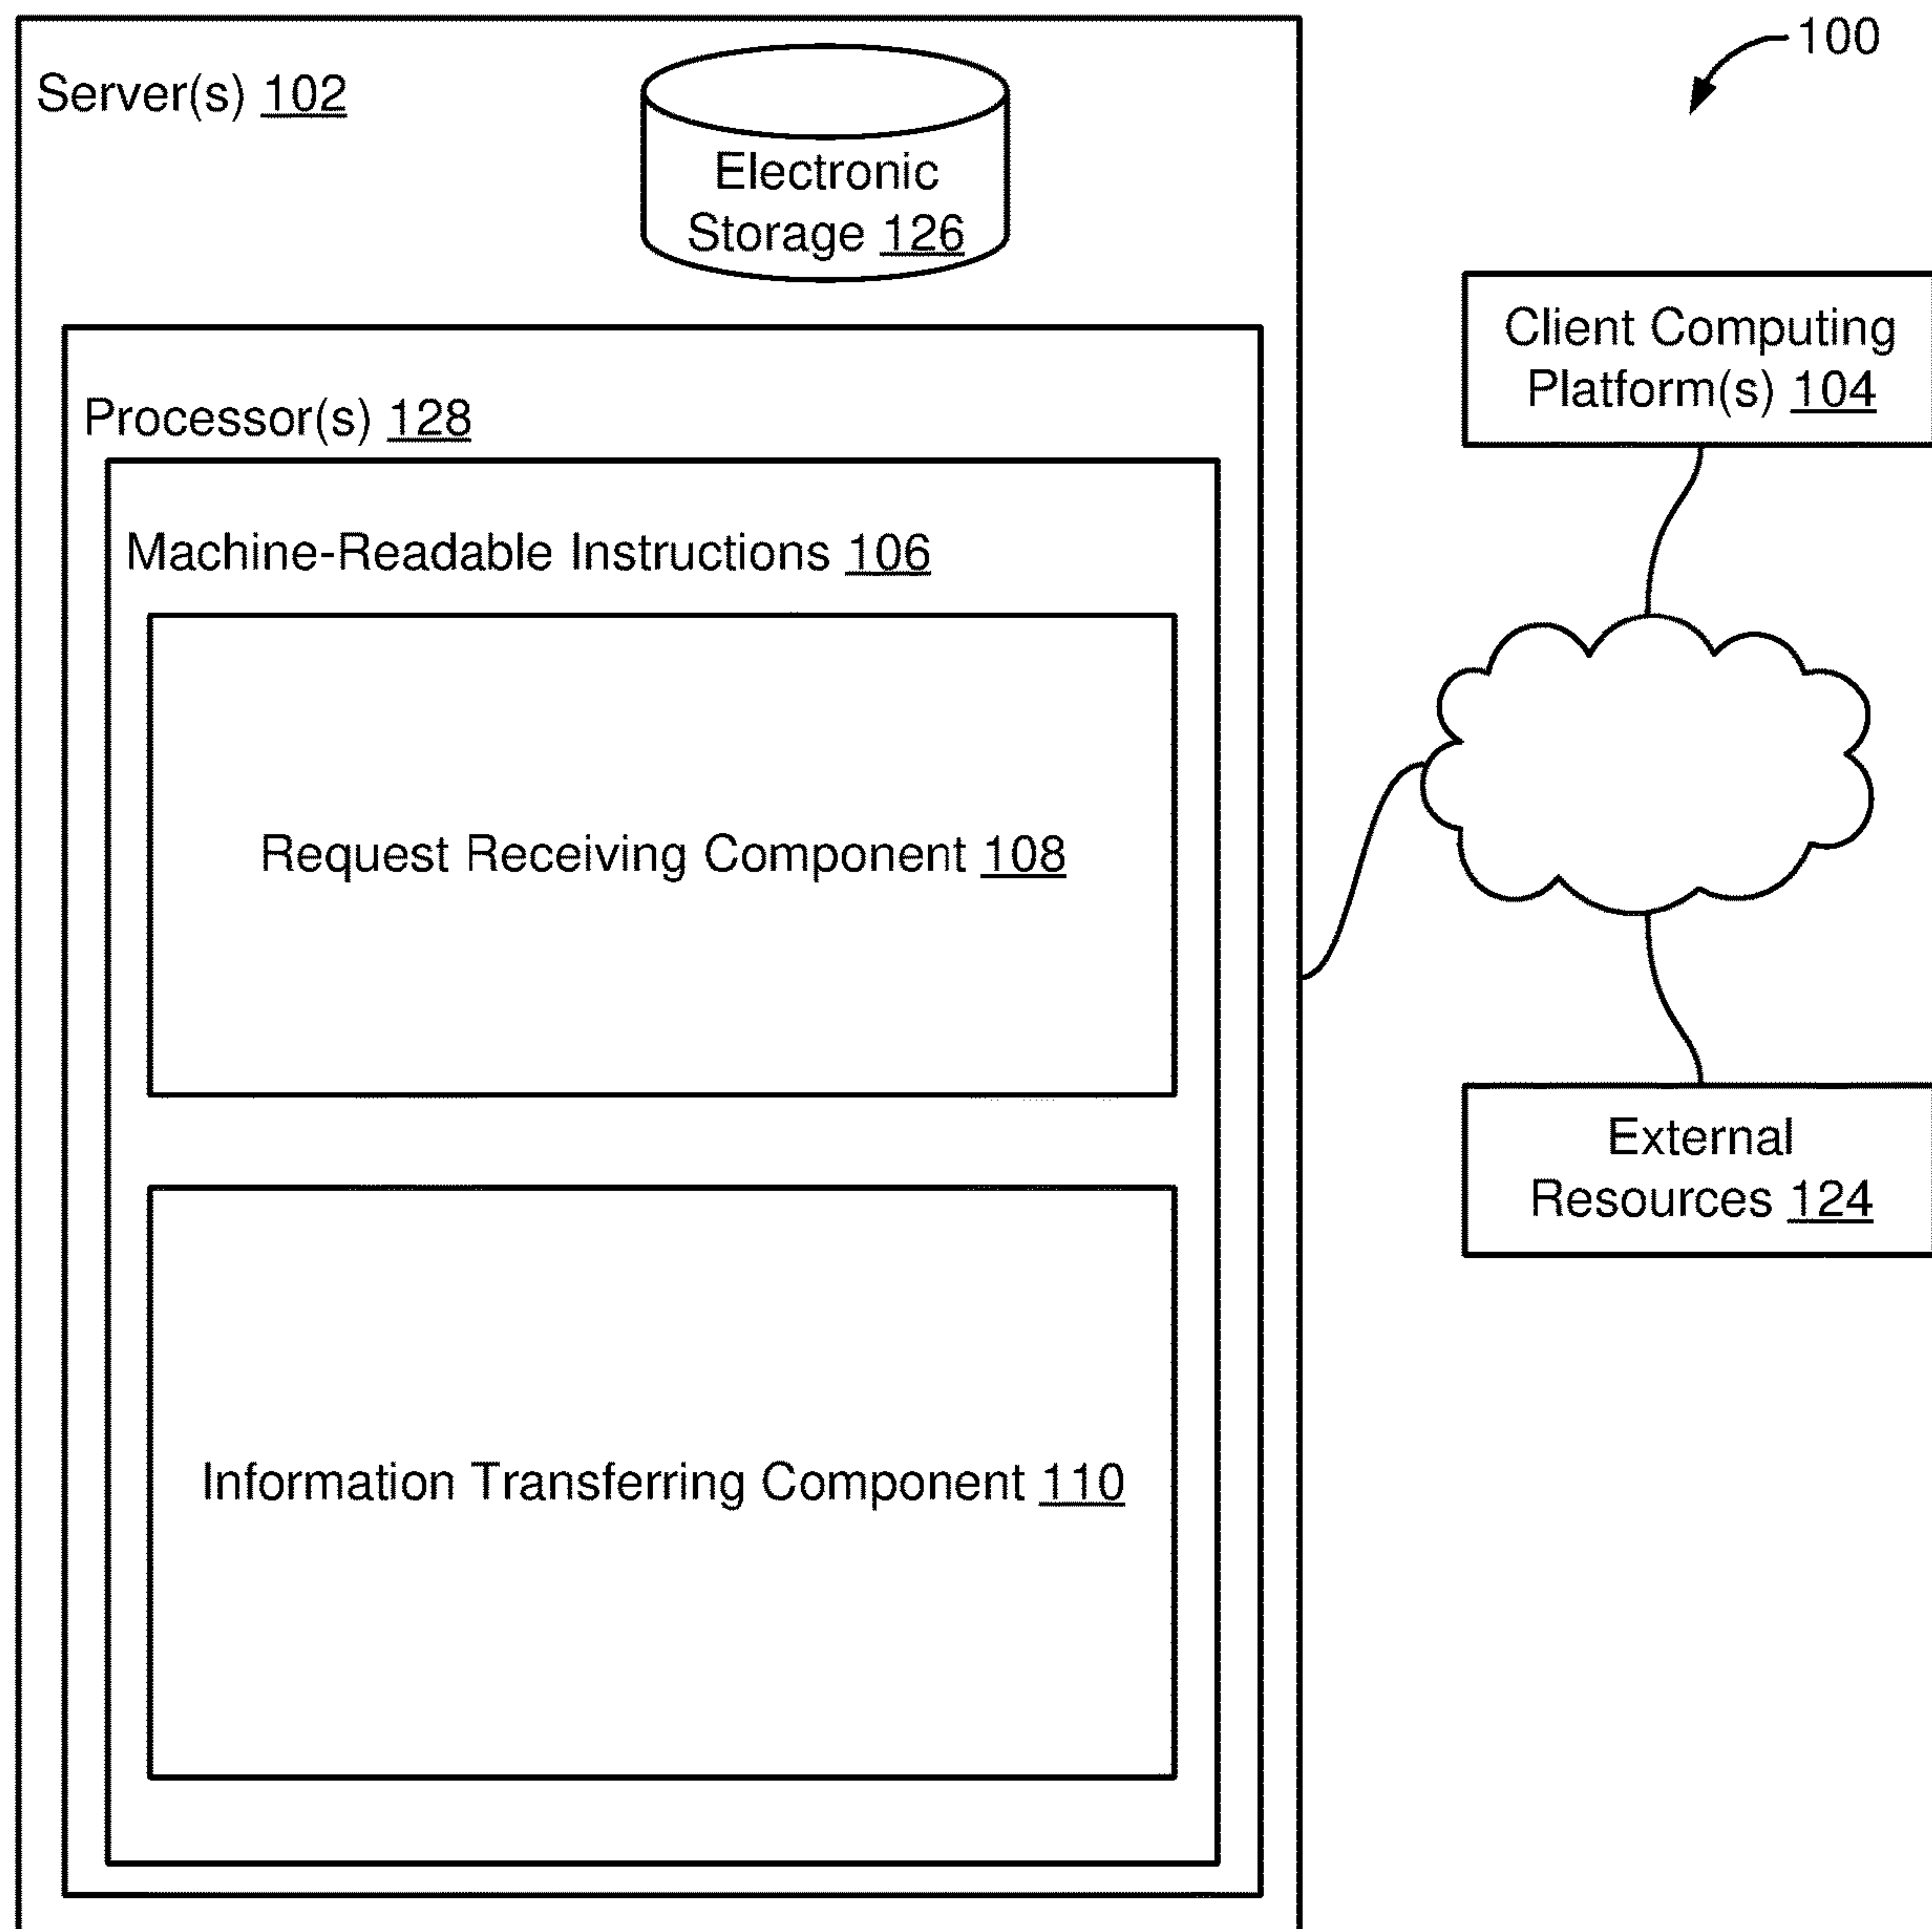 100
Server(s) 102
Electronic
Storage 126
Client Computing
Platform(s) 104
Processor(s) 128
Machine-Readable Instructions 106
Request Receiving Component 108
External
Resources 124
Information Transferring Component 110